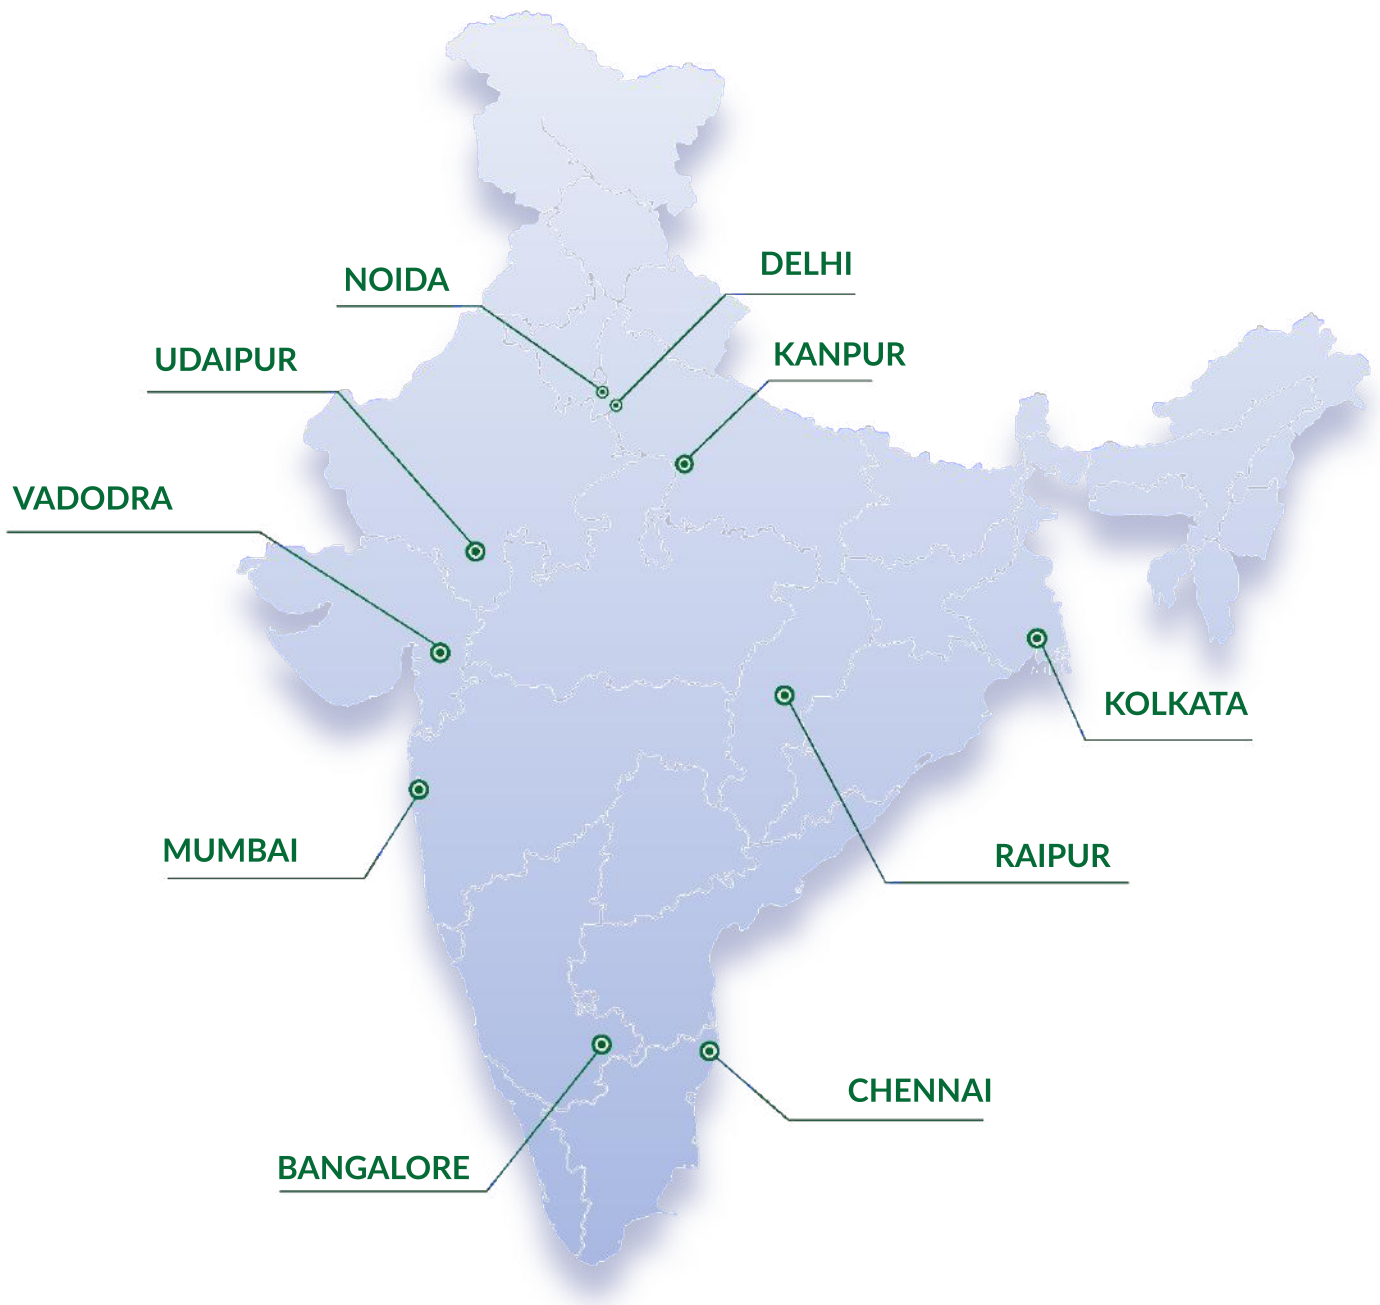 DELHI
NOIDA
KANPUR
UDAIPUR
VADODRA
KOLKATA
MUMBAI
RAIPUR
CHENNAI
BANGALORE